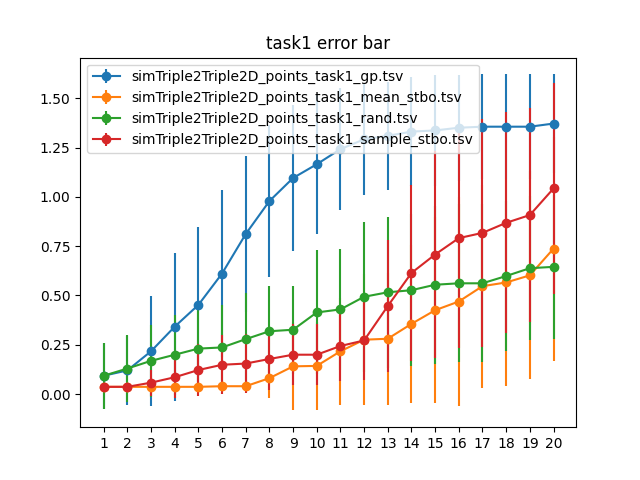 task1 error bar
simTriple2Triple2D_points_task1_gp.tsv
simTriple2Triple2D_points_task1_mean_stbo.tsv
simTriple2Triple2D_points_task1_rand.tsv
simTriple2Triple2D_points_task1_sample_stbo.tsv
1.50
1.25
1.00
0.75
0.50
0.25
0.00
1 2 3 4 5 6 7 8 9 10 11 12 13 14 15 16 17 18 19 20